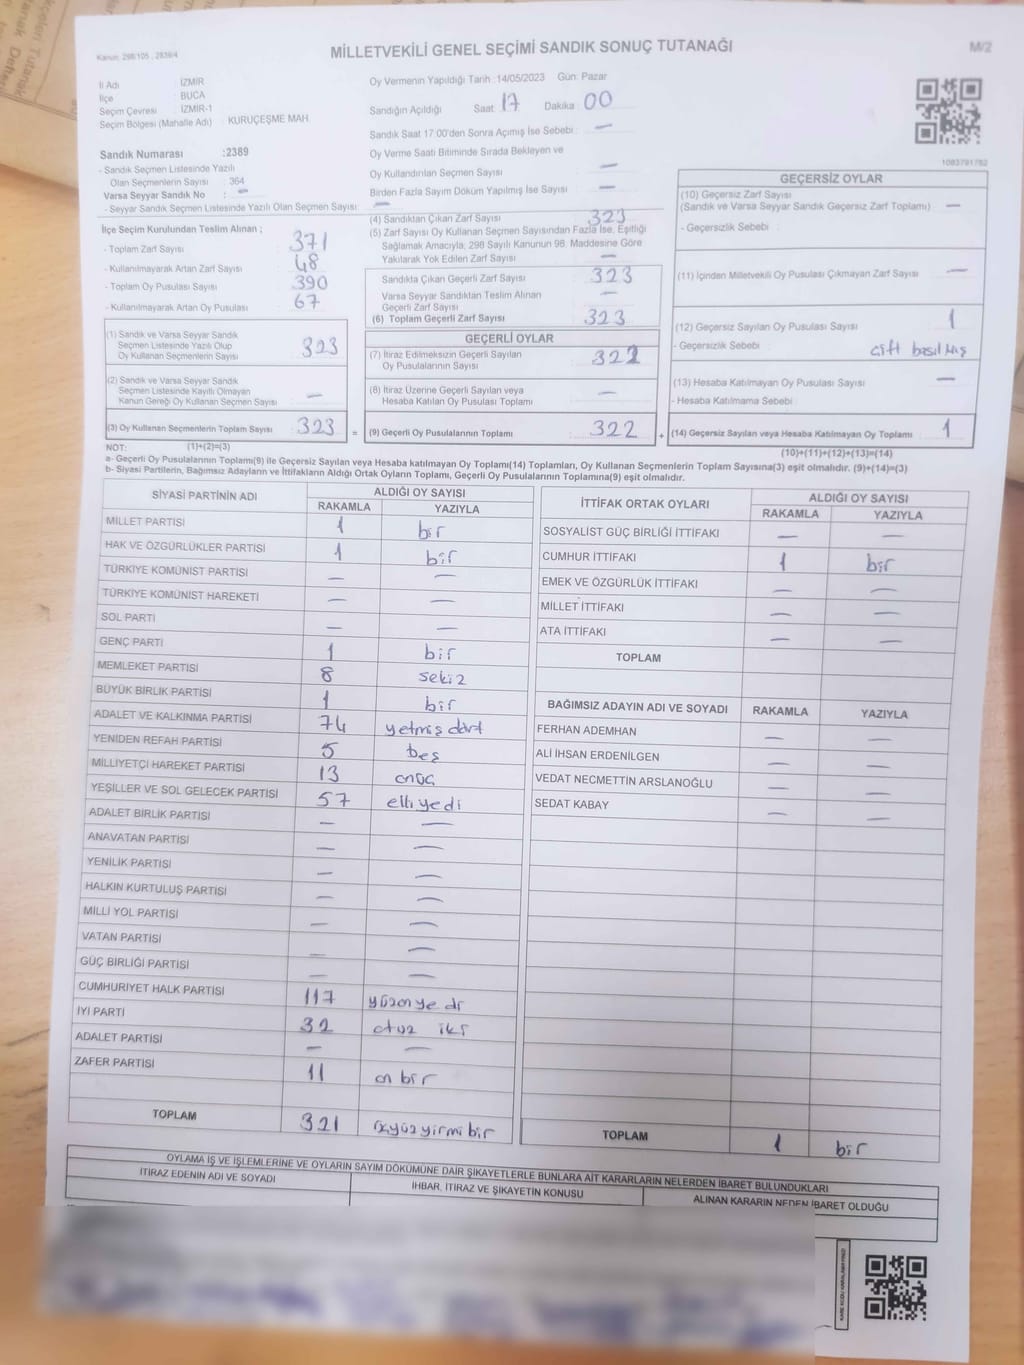 Kanun: 298/105 , 2839/4
MİLLETVEKİLİ GENEL SEÇİMİ SANDIK SONUÇ TUTANAĞI
M/2
İl Adı İZMİR
İlçe BUCA
Seçim Çevresi İZMİR-1
Seçim Bölgesi (Mahalle Adı) : KURUÇEŞME MAH.
Sandık Numarası :2389
- Sandık Seçmen Listesinde Yazılı
Olan Seçmenlerin Sayısı : 364
Varsa Seyyar Sandık No : —
- Seyyar Sandık Seçmen Listesinde Yazılı Olan Seçmen Sayısı: —
Oy Vermenin Yapıldığı Tarih :14/05/2023 Gün: Pazar
Sandığın Açıldığı Saat: 17 Dakika: 00
Sandık Saat 17:00'den Sonra Açımış İse Sebebi: —
Oy Verme Saati Bitiminde Sırada Bekleyen ve
Oy Kullandırılan Seçmen Sayısı —
Birden Fazla Sayım Döküm Yapılmış İse Sayısı —
1083791782
İlçe Seçim Kurulundan Teslim Alınan ;
- Toplam Zarf Sayısı : 371
- Kullanılmayarak Artan Zarf Sayısı : 48
- Toplam Oy Pusulası Sayısı : 390
- Kullanılmayarak Artan Oy Pusulası : 67
(1) Sandık ve Varsa Seyyar Sandık
Seçmen Listesinde Yazılı Olup
Oy Kullanan Seçmenlerin Sayısı : 323
(2) Sandık ve Varsa Seyyar Sandık
Seçmen Listesinde Kayıtlı Olmayan
Kanun Gereği Oy Kullanan Seçmen Sayısı : —
(3) Oy Kullanan Seçmenlerin Toplam Sayısı : 323 =
(4) Sandıktan Çıkan Zarf Sayısı : 323
(5) Zarf Sayısı Oy Kullanan Seçmen Sayısından Fazla İse, Eşitliği
Sağlamak Amacıyla, 298 Sayılı Kanunun 98. Maddesine Göre
Yakılarak Yok Edilen Zarf Sayısı : —
Sandıkta Çıkan Geçerli Zarf Sayısı : 323
Varsa Seyyar Sandıktan Teslim Alınan
Geçerli Zarf Sayısı : —
(6) Toplam Geçerli Zarf Sayısı : 323
GEÇERLİ OYLAR
(7) İtiraz Edilmeksizin Geçerli Sayılan
Oy Pusulalarının Sayısı : 322
(8) İtiraz Üzerine Geçerli Sayılan veya
Hesaba Katılan Oy Pusulası Toplamı : —
(9) Geçerli Oy Pusulalarının Toplamı : 322 +
GEÇERSİZ OYLAR
(10) Geçersiz Zarf Sayısı
(Sandık ve Varsa Seyyar Sandık Geçersiz Zarf Toplamı) : —
- Geçersizlik Sebebi :
(11) İçinden Milletvekili Oy Pusulası Çıkmayan Zarf Sayısı : —
(12) Geçersiz Sayılan Oy Pusulası Sayısı : 1
- Geçersizlik Sebebi : çift basılmış
(13) Hesaba Katılmayan Oy Pusulası Sayısı : —
- Hesaba Katılmama Sebebi :
(14) Geçersiz Sayılan veya Hesaba Katılmayan Oy Toplamı : 1
NOT: (1)+(2)=(3)
(10)+(11)+(12)+(13)=(14)
a- Geçerli Oy Pusulalarının Toplamı(9) ile Geçersiz Sayılan veya Hesaba katılmayan Oy Toplamı(14) Toplamları, Oy Kullanan Seçmenlerin Toplam Sayısına(3) eşit olmalıdır. (9)+(14)=(3)
b- Siyasi Partilerin, Bağımsız Adayların ve İttifakların Aldığı Ortak Oyların Toplamı, Geçerli Oy Pusulalarının Toplamına(9) eşit olmalıdır.
SİYASİ PARTİNİN ADI ALDIĞI OY SAYISI
RAKAMLA YAZIYLA
MİLLET PARTİSİ 1 bir
HAK VE ÖZGÜRLÜKLER PARTİSİ 1 bir
TÜRKİYE KOMÜNİST PARTİSİ — —
TÜRKİYE KOMÜNİST HAREKETİ — —
SOL PARTİ — —
GENÇ PARTİ 1 bir
MEMLEKET PARTİSİ 8 sekiz
BÜYÜK BİRLİK PARTİSİ 1 bir
ADALET VE KALKINMA PARTİSİ 74 yetmiş dört
YENİDEN REFAH PARTİSİ 5 beş
MİLLİYETÇİ HAREKET PARTİSİ 13 onüç
YEŞİLLER VE SOL GELECEK PARTİSİ 57 elli yedi
ADALET BİRLİK PARTİSİ — —
ANAVATAN PARTİSİ — —
YENİLİK PARTİSİ — —
HALKIN KURTULUŞ PARTİSİ — —
MİLLİ YOL PARTİSİ — —
VATAN PARTİSİ — —
GÜÇ BİRLİĞİ PARTİSİ — —
CUMHURİYET HALK PARTİSİ 117 yüzon yedi
İYİ PARTİ 32 otuz iki
ADALET PARTİSİ — —
ZAFER PARTİSİ 11 on bir
TOPLAM 321 üçyüz yirmi bir
İTTİFAK ORTAK OYLARI ALDIĞI OY SAYISI
RAKAMLA YAZIYLA
SOSYALİST GÜÇ BİRLİĞİ İTTİFAKI — —
CUMHUR İTTİFAKI 1 bir
EMEK VE ÖZGÜRLÜK İTTİFAKI — —
MİLLET İTTİFAKI — —
ATA İTTİFAKI — —
TOPLAM
BAĞIMSIZ ADAYIN ADI VE SOYADI RAKAMLA YAZIYLA
FERHAN ADEMHAN — —
ALİ İHSAN ERDENİLGEN — —
VEDAT NECMETTİN ARSLANOĞLU — —
SEDAT KABAY — —
TOPLAM 1 bir
OYLAMA İŞ VE İŞLEMLERİNE VE OYLARIN SAYIM DÖKÜMÜNE DAİR ŞİKAYETLERLE BUNLARA AİT KARARLARIN NELERDEN İBARET BULUNDUKLARI
İTİRAZ EDENİN ADI VE SOYADI İHBAR, İTİRAZ VE ŞİKAYETİN KONUSU ALINAN KARARIN NEDEN İBARET OLDUĞU